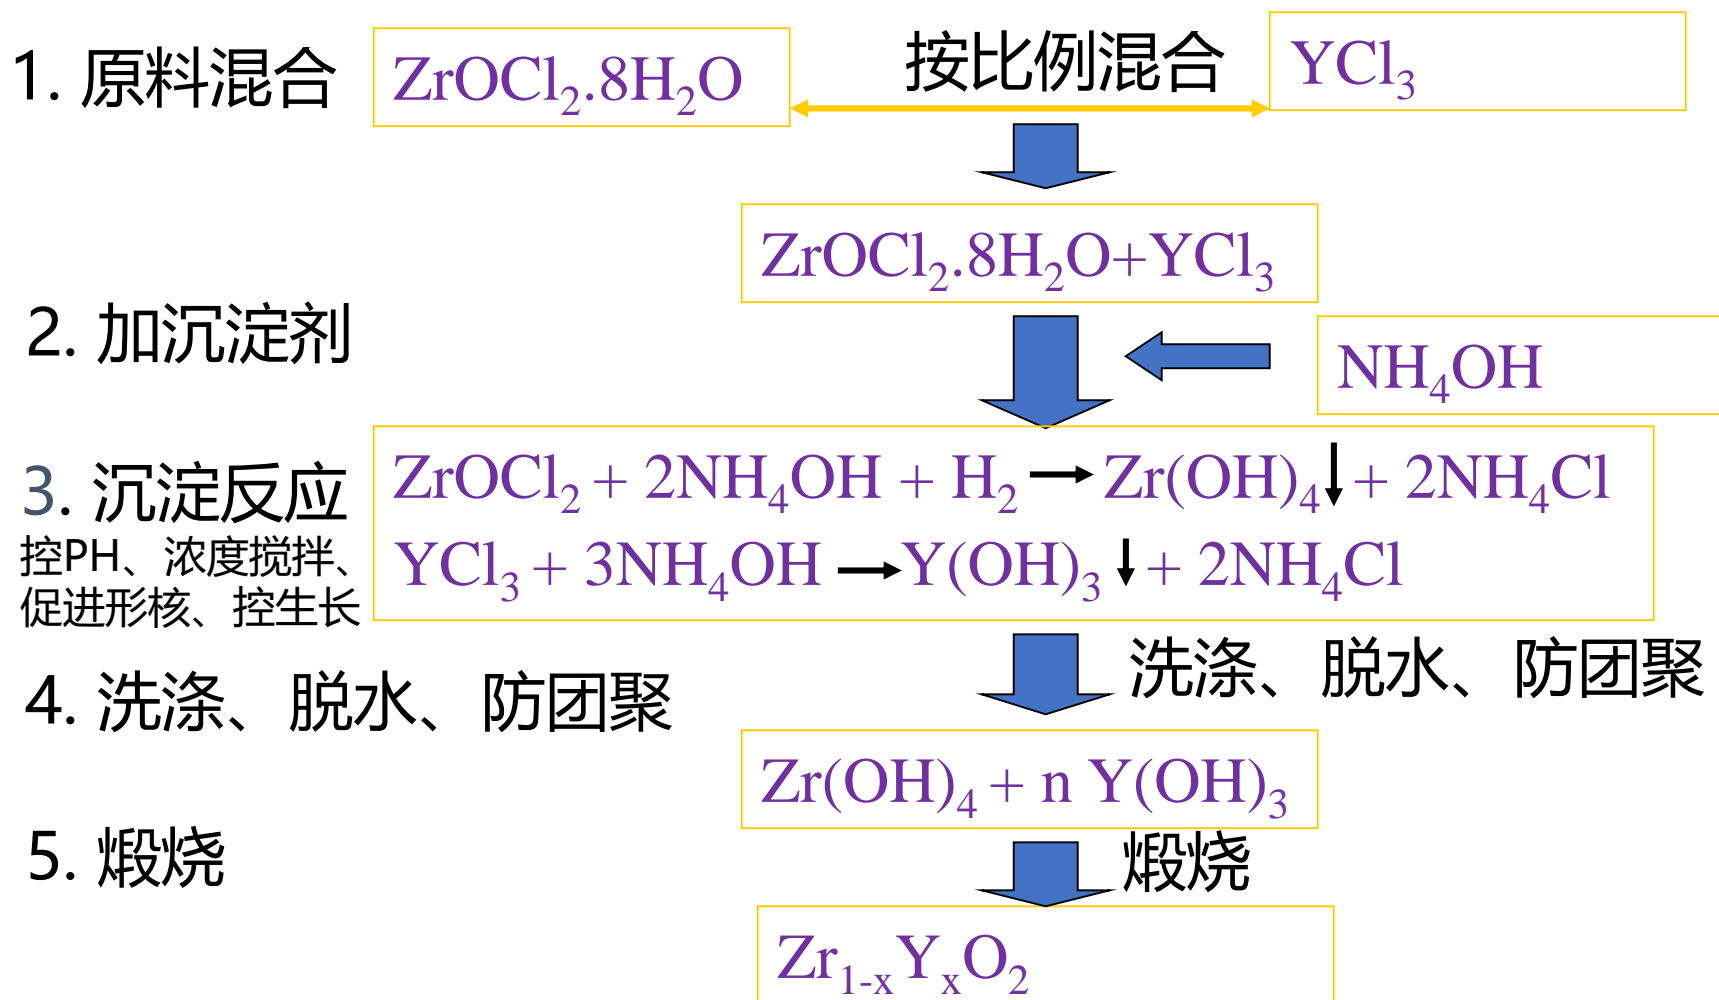 1. 原料混合
ZrOCl₂.8H₂O
按比例混合
YCl₃
ZrOCl₂.8H₂O+YCl₃
2. 加沉淀剂
NH₄OH
3. 沉淀反应
控PH、浓度搅拌、
促进形核、控生长
ZrOCl₂ + 2NH₄OH + H₂ → Zr(OH)₄↓ + 2NH₄Cl
YCl₃ + 3NH₄OH → Y(OH)₃ ↓ + 2NH₄Cl
洗涤、脱水、防团聚
4. 洗涤、脱水、防团聚
Zr(OH)₄ + n Y(OH)₃
5. 煅烧
煅烧
Zr₁₋ₓYₓO₂